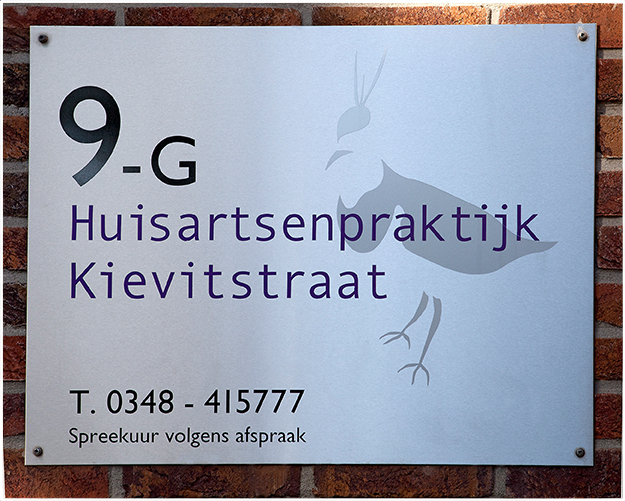 9-G
Huisartsenpraktijk
Kievitstraat
T. 0348 - 415777
Spreekuur volgens afspraak